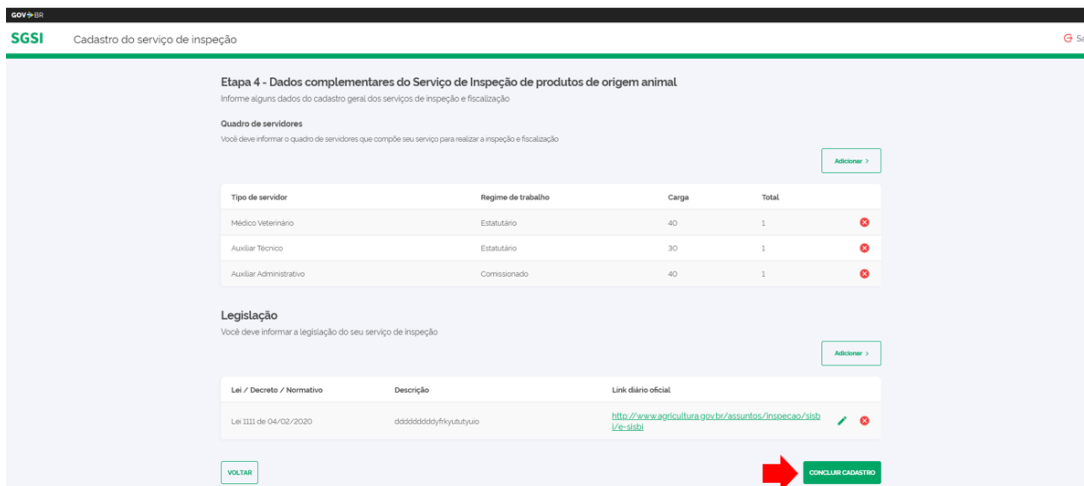 GOV BR
SGSI Cadastro do serviço de inspeção
Etapa 4 - Dados complementares do Serviço de Inspeção de produtos de origem animal
Informe alguns dados do cadastro geral dos serviços de inspeção e fiscalização
Quadro de servidores
Você deve informar o quadro de servidores que compõe seu serviço para realizar a inspeção e fiscalização
Adicionar >
Tipo de servidor Regime de trabalho Carga Total
Médico Veterinário Estatutário 40 1
Auxiliar Técnico Estatutário 30 1
Auxiliar Administrativo Comissionado 40 1
Legislação
Você deve informar a legislação do seu serviço de inspeção
Adicionar >
Lei / Decreto / Normativo Descrição Link diário oficial
Lei 1111 de 04/02/2020 http://www.agricultura.gov.br/assuntos/inspecao/sisb
i/e-sisbi
VOLTAR CONCLUIR CADASTRO